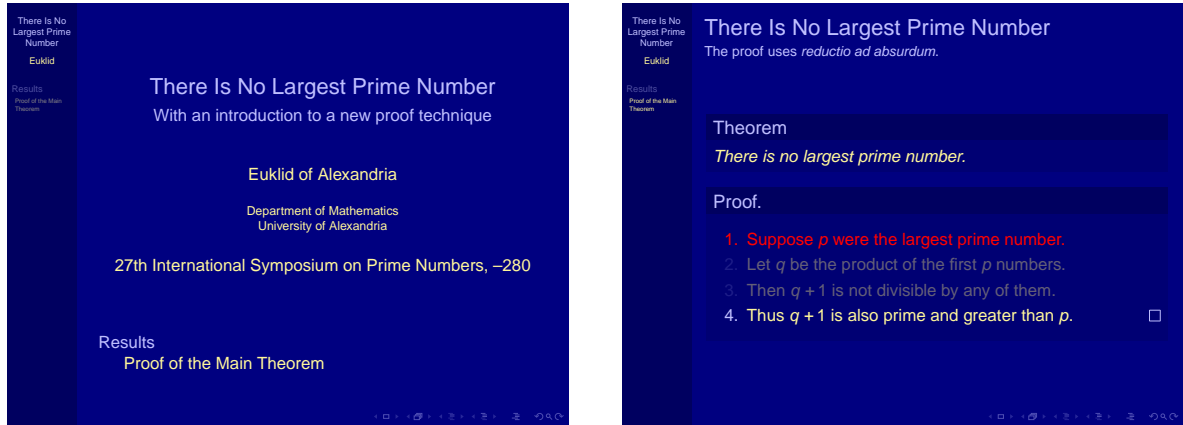 There Is No
Largest Prime
Number
Euklid
Results
Proof of the Main
Theorem
There Is No Largest Prime Number
With an introduction to a new proof technique
Euklid of Alexandria
Department of Mathematics
University of Alexandria
27th International Symposium on Prime Numbers, –280
Results
Proof of the Main Theorem
There Is No
Largest Prime
Number
Euklid
Results
Proof of the Main
Theorem
There Is No Largest Prime Number
The proof uses reductio ad absurdum.
Theorem
There is no largest prime number.
Proof.
1. Suppose p were the largest prime number.
2. Let q be the product of the first p numbers.
3. Then q + 1 is not divisible by any of them.
4. Thus q + 1 is also prime and greater than p. □